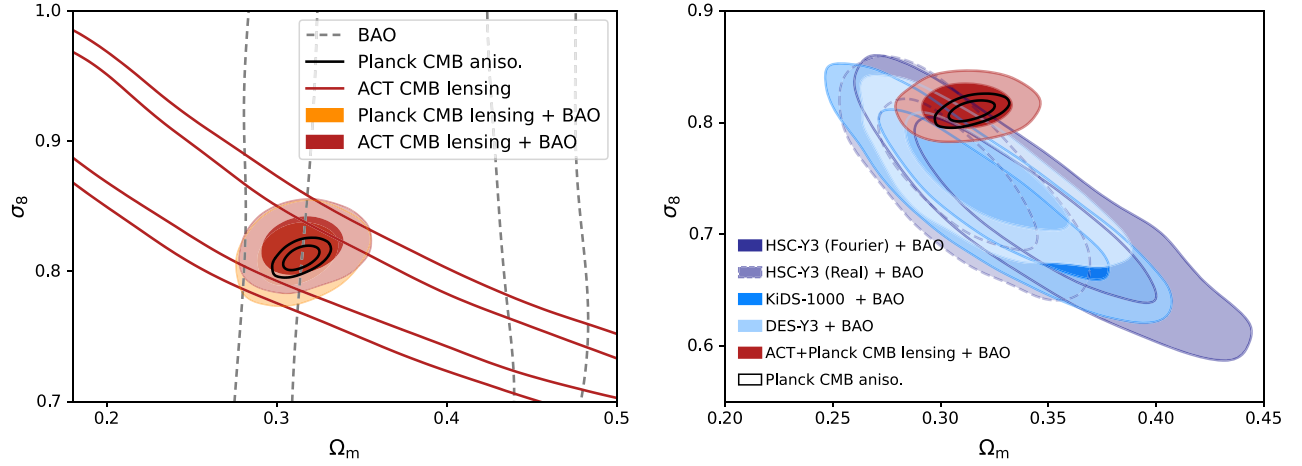 1.0
0.9
0.8
0.7
σ8
0.2
0.3
0.4
0.5
Ωm
BAO
Planck CMB aniso.
ACT CMB lensing
Planck CMB lensing + BAO
ACT CMB lensing + BAO
0.9
0.8
0.7
0.6
σ8
0.20
0.25
0.30
0.35
0.40
0.45
Ωm
HSC-Y3 (Fourier) + BAO
HSC-Y3 (Real) + BAO
KiDS-1000 + BAO
DES-Y3 + BAO
ACT+Planck CMB lensing + BAO
Planck CMB aniso.